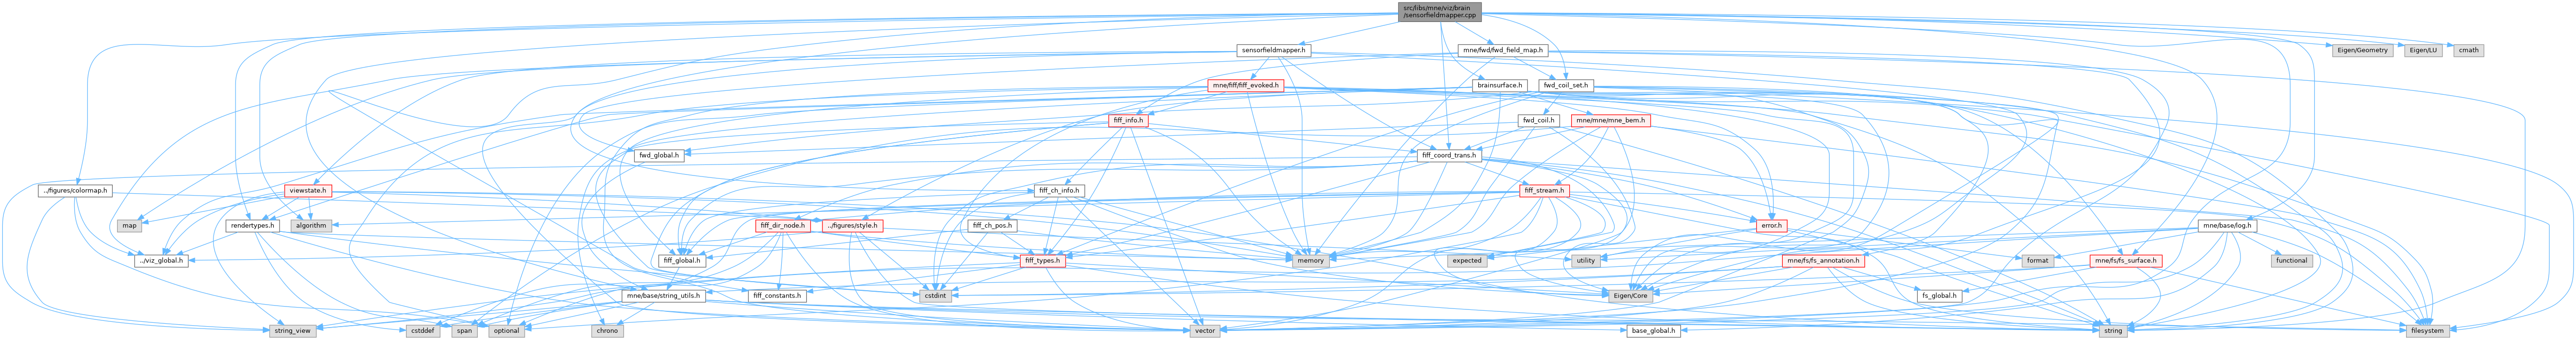 src/libs/mne/viz/brain
/sensorfieldmapper.cpp
sensorfieldmapper.h
mne/fwd/fwd_field_map.h
Eigen/Geometry
Eigen/LU
cmath
mne/fiff/fiff_evoked.h
brainsurface.h
fwd_coil_set.h
fiff_info.h
fwd_coil.h
mne/mne/mne_bem.h
fwd_global.h
fiff_coord_trans.h
../figures/colormap.h
viewstate.h
fiff_ch_info.h
fiff_stream.h
map
algorithm
rendertypes.h
fiff_dir_node.h
../figures/style.h
fiff_ch_pos.h
error.h
mne/base/log.h
../viz_global.h
fiff_global.h
fiff_types.h
memory
expected
utility
mne/fs/fs_annotation.h
format
mne/fs/fs_surface.h
functional
mne/base/string_utils.h
fiff_constants.h
cstdint
Eigen/Core
fs_global.h
string_view
cstddef
span
optional
chrono
vector
base_global.h
string
filesystem